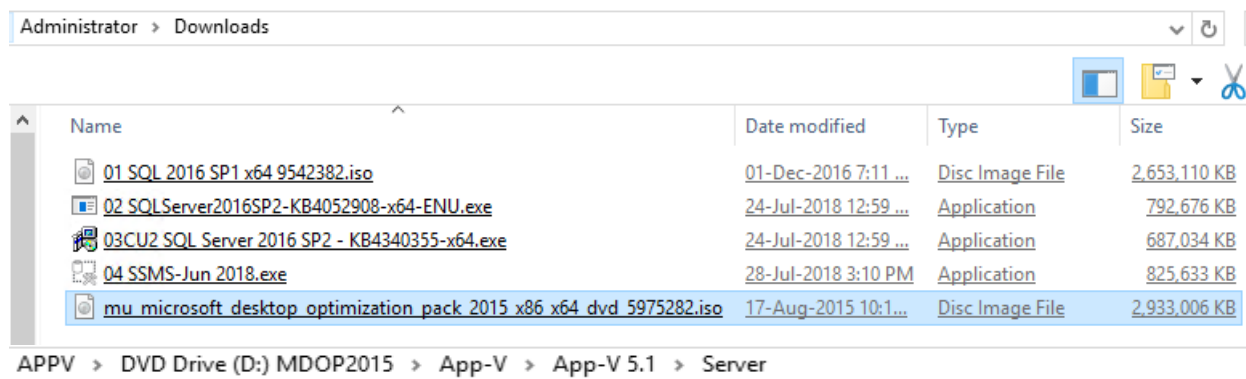 Administrator > Downloads
Name Date modified Type Size
01 SQL 2016 SP1 x64 9542382.iso 01-Dec-2016 7:11 ... Disc Image File 2,653,110 KB
02 SQLServer2016SP2-KB4052908-x64-ENU.exe 24-Jul-2018 12:59 ... Application 792,676 KB
03CU2 SQL Server 2016 SP2 - KB4340355-x64.exe 24-Jul-2018 12:59 ... Application 687,034 KB
04 SSMS-Jun 2018.exe 28-Jul-2018 3:10 PM Application 825,633 KB
mu_microsoft_desktop_optimization_pack_2015_x86_x64_dvd_5975282.iso 17-Aug-2015 10:1... Disc Image File 2,933,006 KB
APPV > DVD Drive (D:) MDOP2015 > App-V > App-V 5.1 > Server